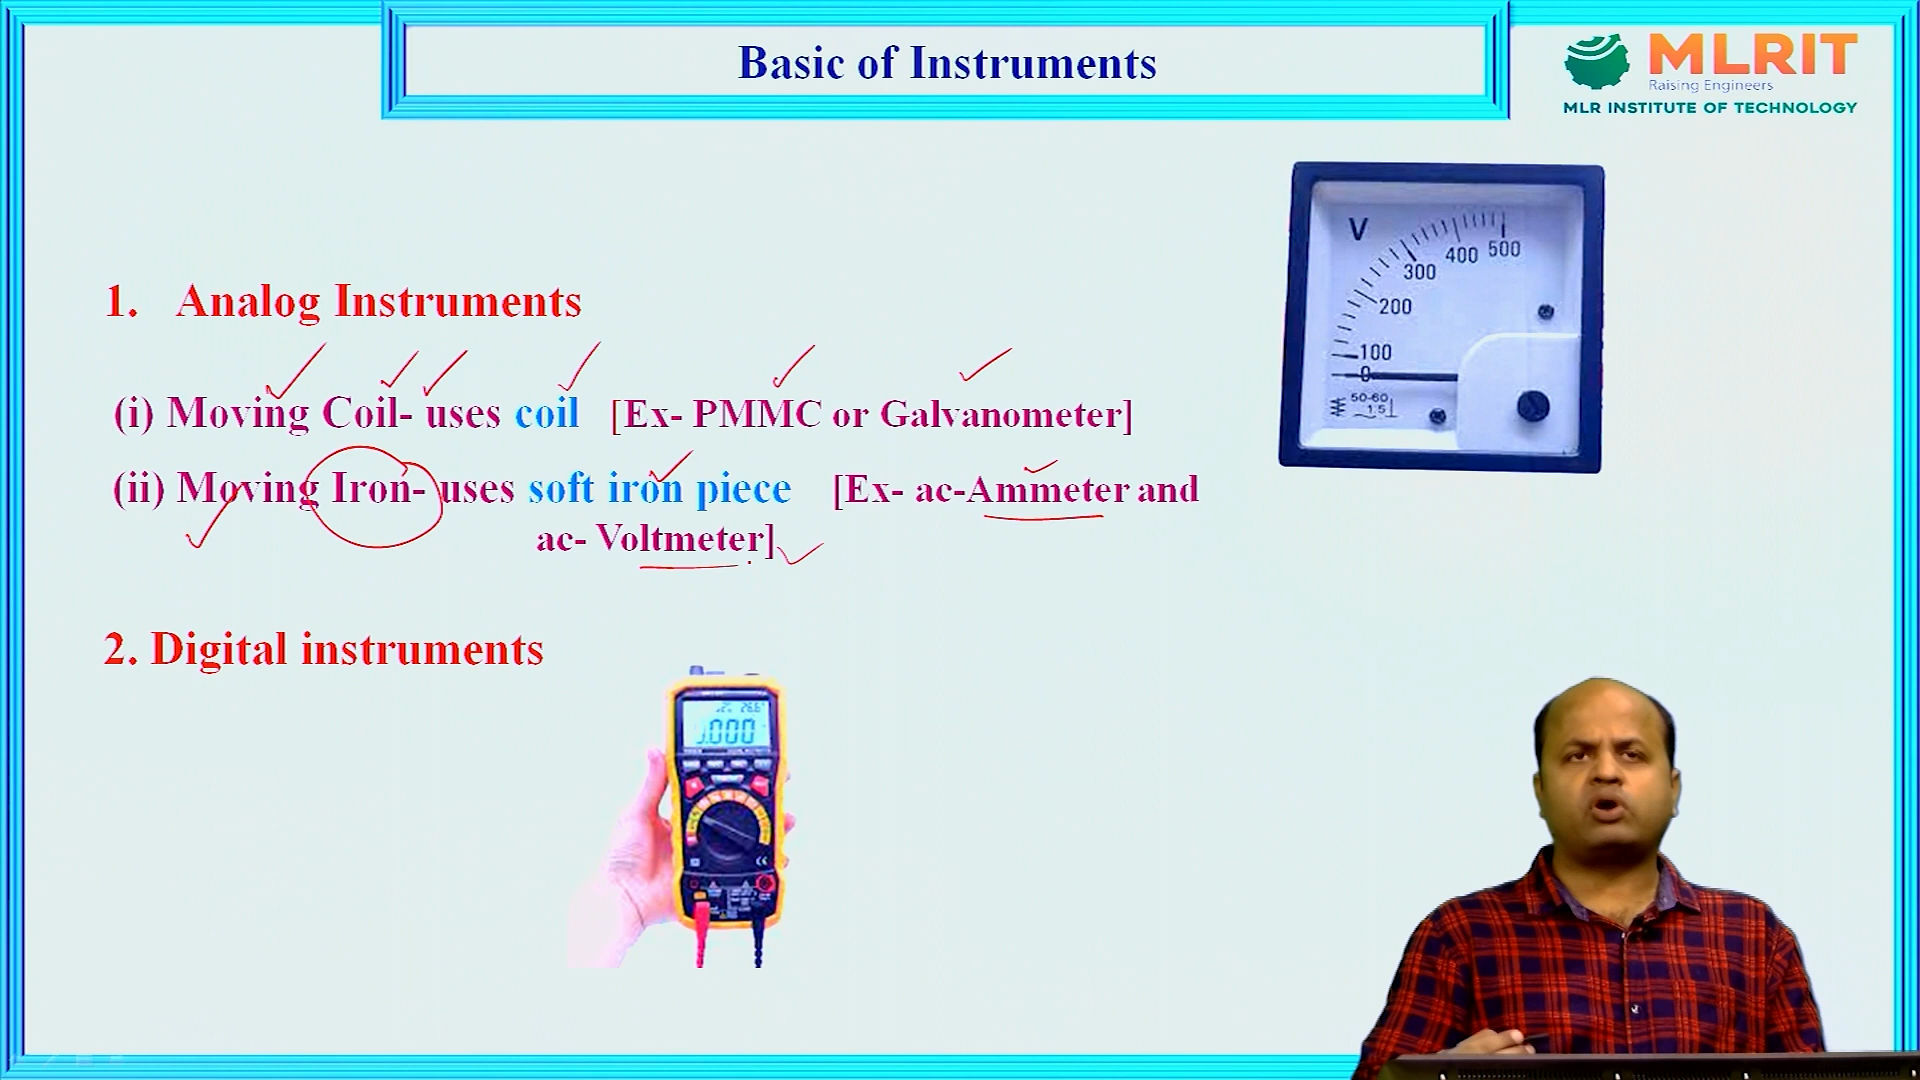 Basic of Instruments
MLRIT
Raising Engineers
MLR INSTITUTE OF TECHNOLOGY
V
100
200
300
400
500
0
50-60
1.5
1. Analog Instruments
(i) Moving Coil- uses coil [Ex- PMMC or Galvanometer]
(ii) Moving Iron- uses soft iron piece [Ex- ac-Ammeter and
ac- Voltmeter]
2. Digital instruments